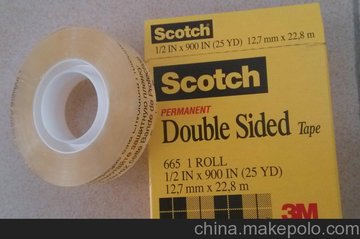 Scotch
1/2 IN x 900 IN (25 YD) 12,7 mm x 22,8 m
Scotch
PERMANENT
Double Sided Tape
665 1 ROLL
1/2 IN x 900 IN (25 YD)
12,7 mm x 22,8 m
3M
china.makepolo.com